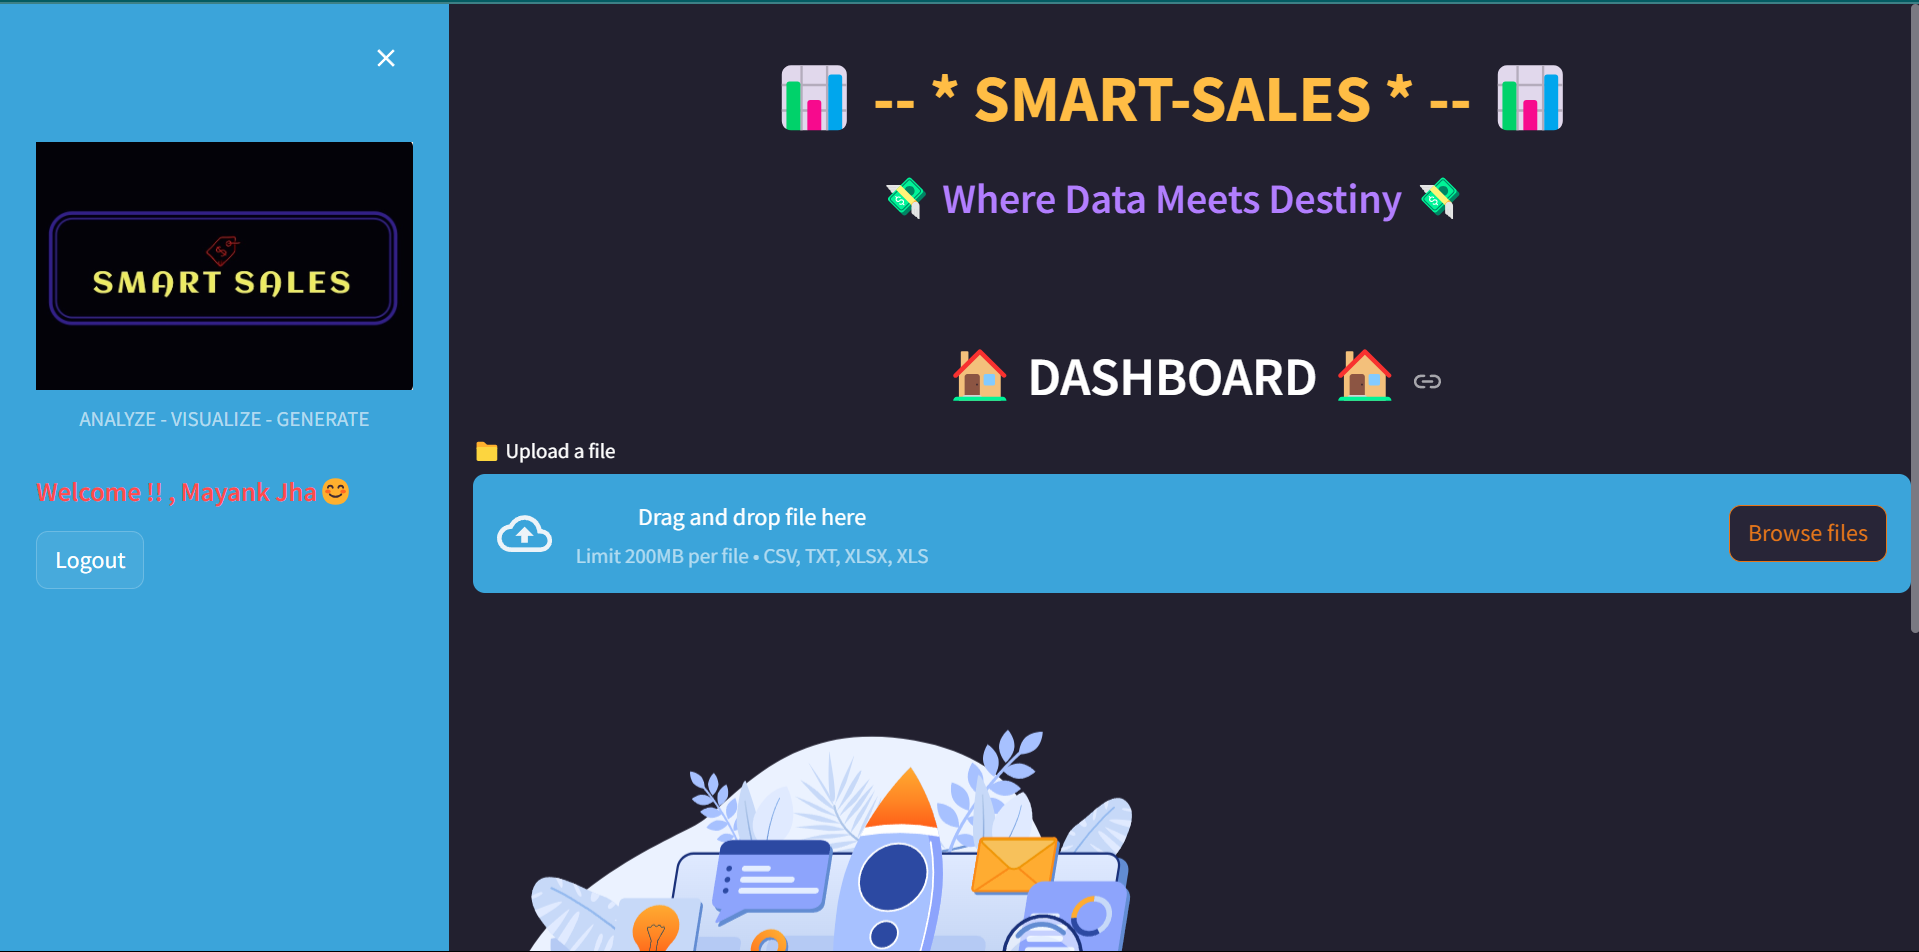 SMART SALES
ANALYZE - VISUALIZE - GENERATE
Welcome !! , Mayank Jha 😊
Logout
📊 -- * SMART-SALES * -- 📊
💸 Where Data Meets Destiny 💸
🏠 DASHBOARD 🏠
📁 Upload a file
Drag and drop file here
Limit 200MB per file • CSV, TXT, XLSX, XLS
Browse files